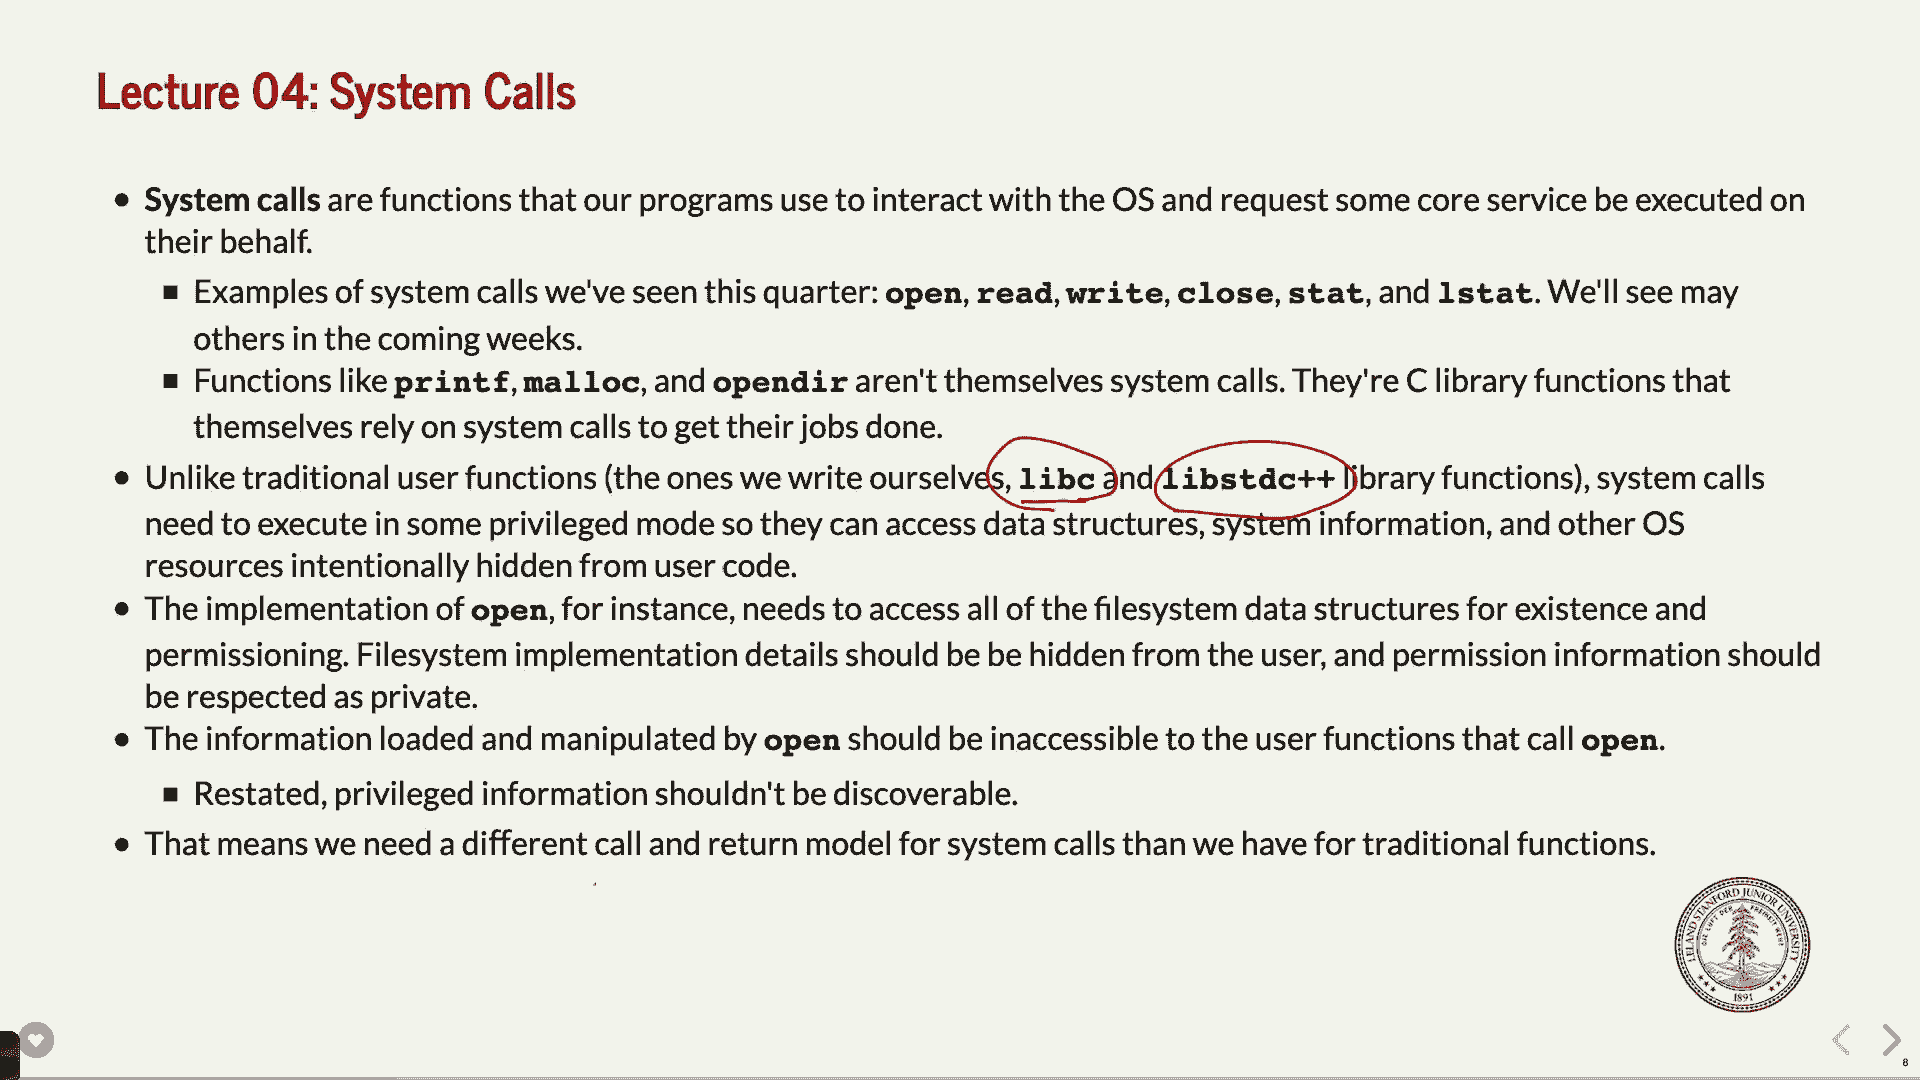 Lecture 04: System Calls
• System calls are functions that our programs use to interact with the OS and request some core service be executed on
their behalf.
▪ Examples of system calls we've seen this quarter: open, read, write, close, stat, and lstat. We'll see may
others in the coming weeks.
▪ Functions like printf, malloc, and opendir aren't themselves system calls. They're C library functions that
themselves rely on system calls to get their jobs done.
• Unlike traditional user functions (the ones we write ourselves, libc and libstdc++ library functions), system calls
need to execute in some privileged mode so they can access data structures, system information, and other OS
resources intentionally hidden from user code.
• The implementation of open, for instance, needs to access all of the filesystem data structures for existence and
permissioning. Filesystem implementation details should be be hidden from the user, and permission information should
be respected as private.
• The information loaded and manipulated by open should be inaccessible to the user functions that call open.
▪ Restated, privileged information shouldn't be discoverable.
• That means we need a different call and return model for system calls than we have for traditional functions.
LELAND STANFORD JUNIOR UNIVERSITY
DIE LUFT DER FREIHEIT WEHT
1891
8